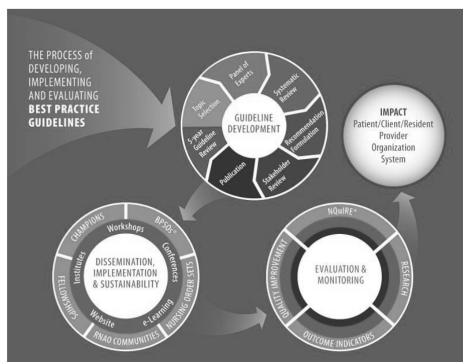 THE PROCESS of
DEVELOPING,
IMPLEMENTING
AND EVALUATING
BEST PRACTICE
GUIDELINES
Topic
Selection
Panel of
Experts
Systematic
Review
Recommendation
Formulation
Stakeholder
Review
Publication
5-year
Guideline
Review
GUIDELINE
DEVELOPMENT
IMPACT
Patient/Client/Resident
Provider
Organization
System
CHAMPIONS
BPSOs®
NURSING ORDER SETS
RNAO COMMUNITIES
FELLOWSHIPS
Workshops
Conferences
e-Learning
Website
Institutes
DISSEMINATION,
IMPLEMENTATION
& SUSTAINABILITY
NQuIRE®
RESEARCH
OUTCOME INDICATORS
QUALITY IMPROVEMENT
EVALUATION &
MONITORING